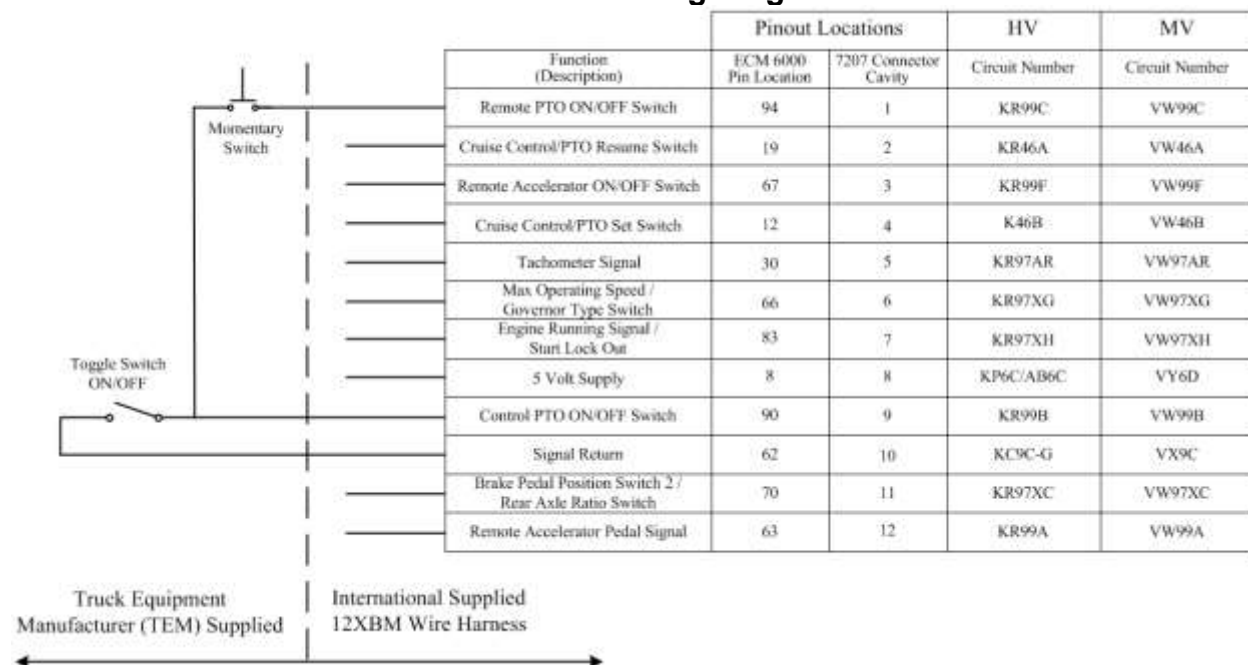 Pinout Locations HV MV
Function
(Description)
ECM 6000
Pin Location
7207 Connector
Cavity
Circuit Number Circuit Number
Remote PTO ON/OFF Switch 94 1 KR99C VW99C
Momentary
Switch
Cruise Control/PTO Resume Switch 19 2 KR46A VW46A
Remote Accelerator ON/OFF Switch 67 3 KR99F VW99F
Cruise Control/PTO Set Switch 12 4 K46B VW46B
Tachometer Signal 30 5 KR97AR VW97AR
Max Operating Speed /
Governor Type Switch 66 6 KR97XG VW97XG
Engine Running Signal /
Start Lock Out 83 7 KR97XH VW97XH
Toggle Switch
ON/OFF
5 Volt Supply 8 8 KP6C/AB6C VY6D
Control PTO ON/OFF Switch 90 9 KR99B VW99B
Signal Return 62 10 KC9C-G VX9C
Brake Pedal Position Switch 2 /
Rear Axle Ratio Switch 70 11 KR97XC VW97XC
Remote Accelerator Pedal Signal 63 12 KR99A VW99A
Truck Equipment
Manufacturer (TEM) Supplied
International Supplied
12XBM Wire Harness